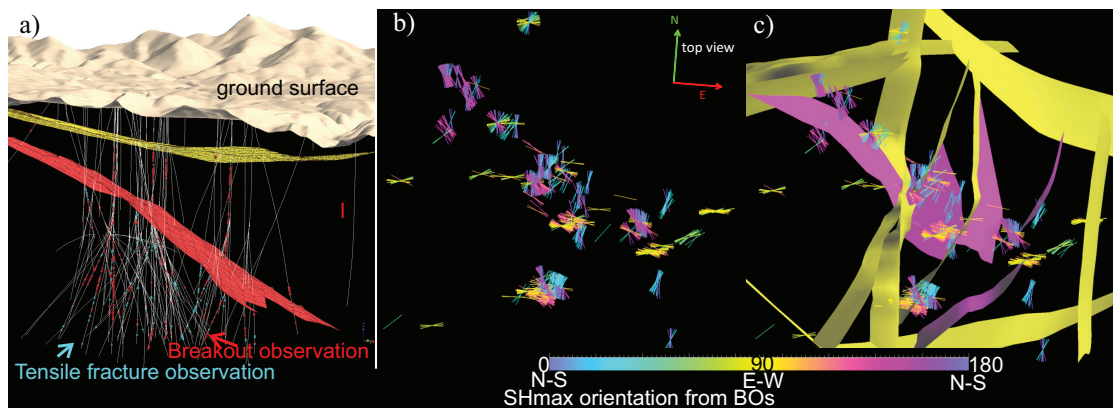 a)
ground surface
Breakout observation
Tensile fracture observation
b)
N
top view
E
c)
0
90
180
N-S
E-W
N-S
SHmax orientation from BOs